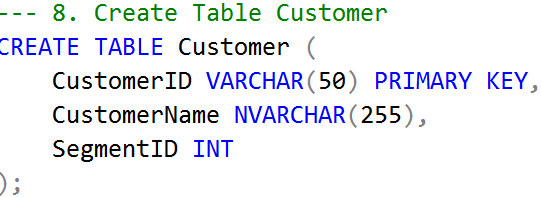 --- 8. Create Table Customer
CREATE TABLE Customer (
    CustomerID VARCHAR(50) PRIMARY KEY,
    CustomerName NVARCHAR(255),
    SegmentID INT
);